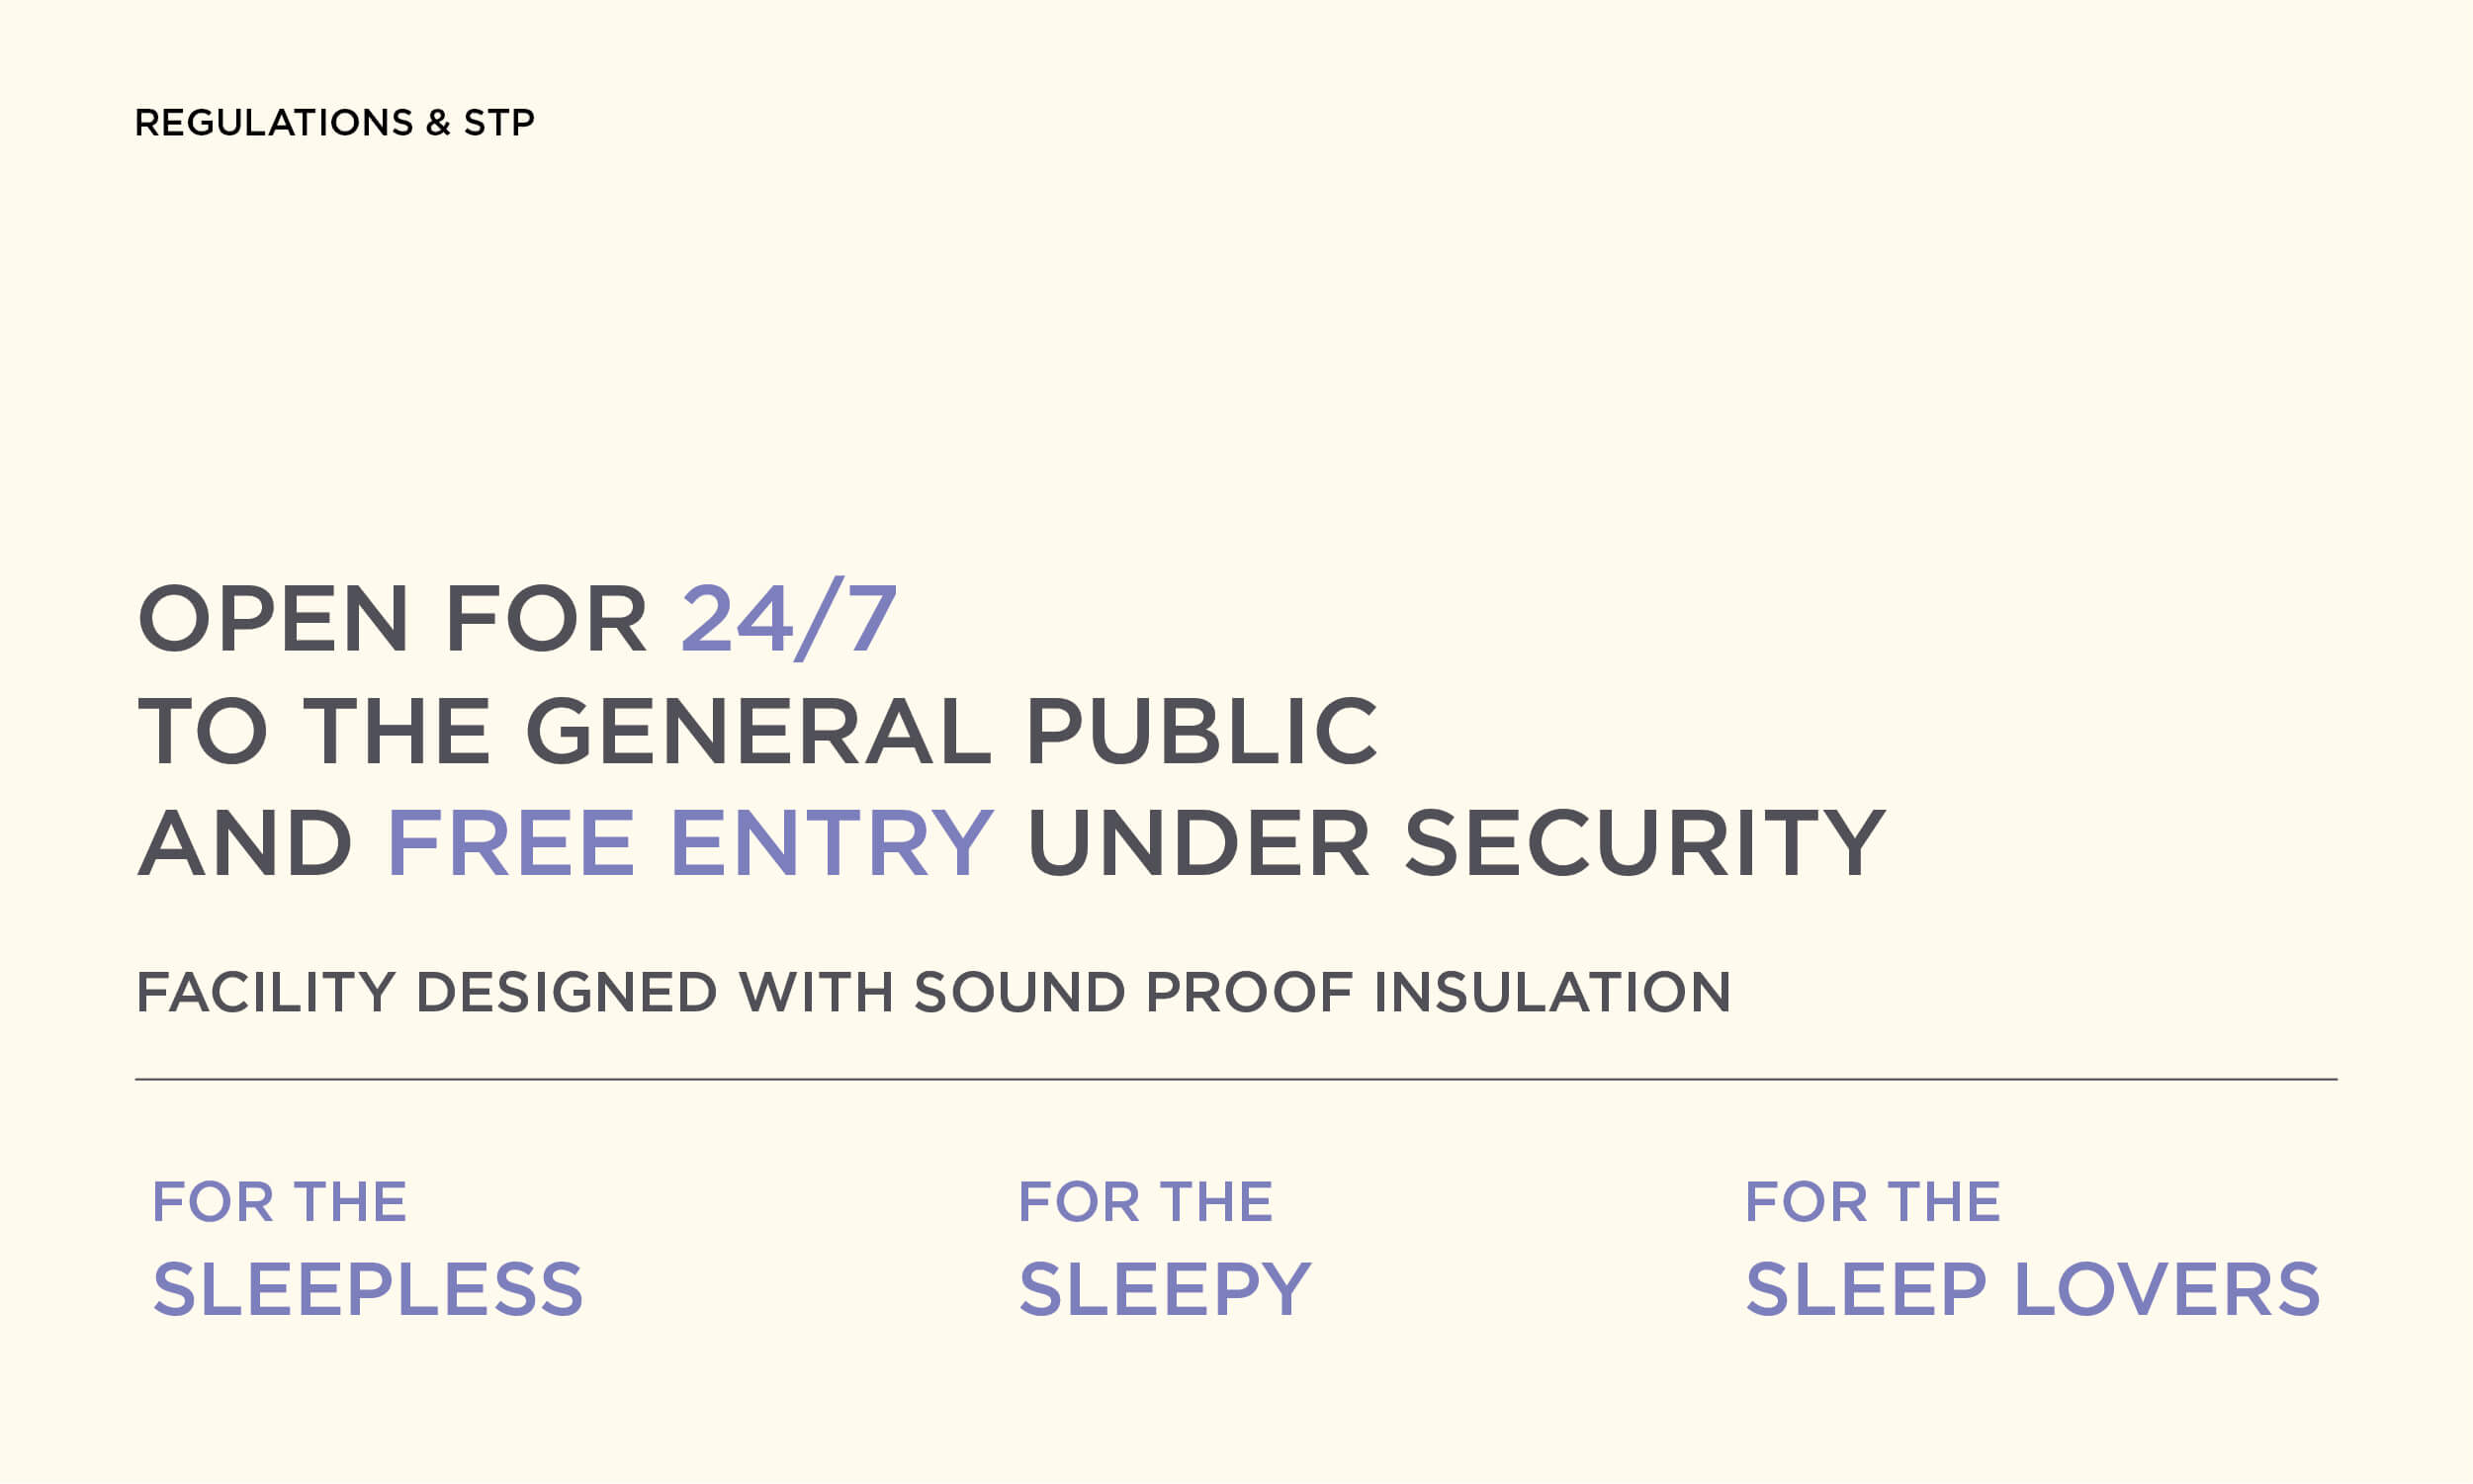 REGULATIONS & STP
OPEN FOR 24/7
TO THE GENERAL PUBLIC
AND FREE ENTRY UNDER SECURITY
FACILITY DESIGNED WITH SOUND PROOF INSULATION
FOR THE
SLEEPLESS
FOR THE
SLEEPY
FOR THE
SLEEP LOVERS